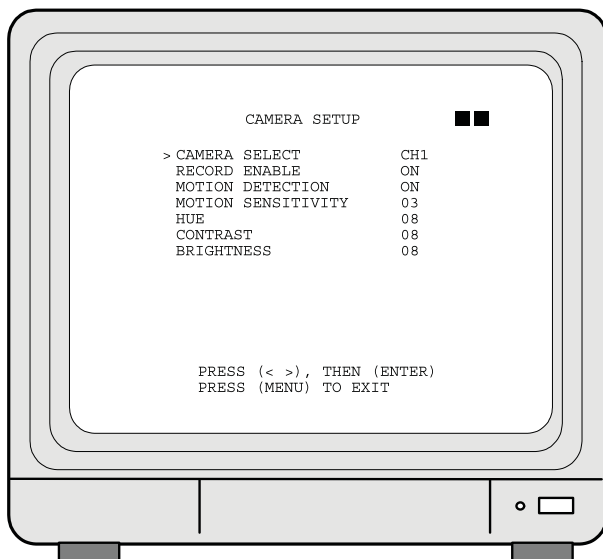 CAMERA SETUP
> CAMERA SELECT CH1
RECORD ENABLE ON
MOTION DETECTION ON
MOTION SENSITIVITY 03
HUE 08
CONTRAST 08
BRIGHTNESS 08
PRESS (< >), THEN (ENTER)
PRESS (MENU) TO EXIT